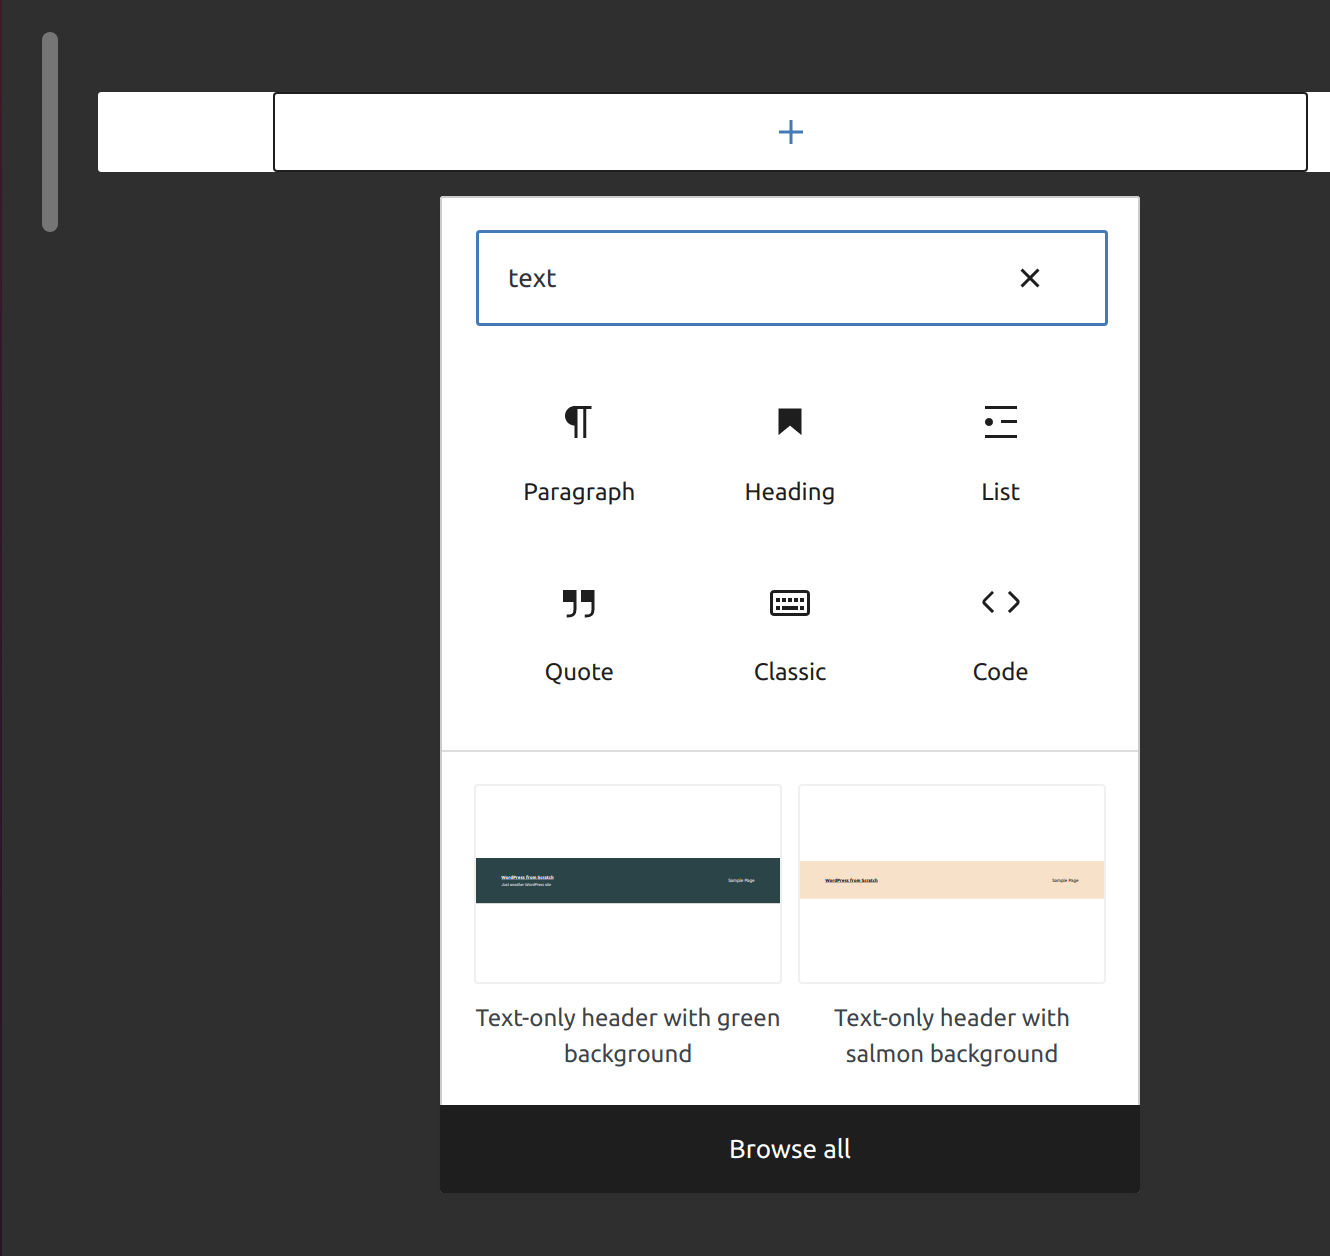 text
Paragraph
Heading
List
Quote
Classic
Code
WordPress from Scratch
Just another WordPress site
Sample Page
WordPress from Scratch
Sample Page
Text-only header with green
background
Text-only header with
salmon background
Browse all